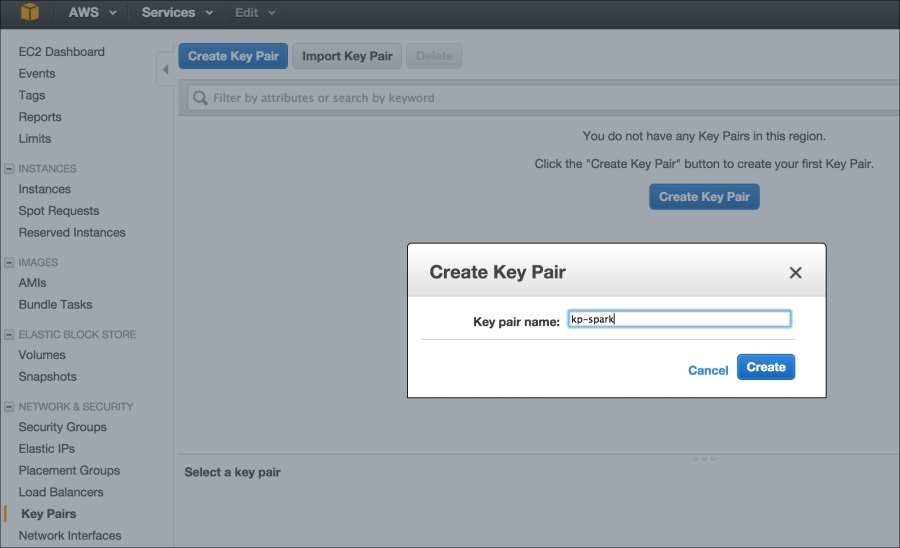 AWS Services Edit
EC2 Dashboard
Events
Tags
Reports
Limits
INSTANCES
Instances
Spot Requests
Reserved Instances
IMAGES
AMIs
Bundle Tasks
ELASTIC BLOCK STORE
Volumes
Snapshots
NETWORK & SECURITY
Security Groups
Elastic IPs
Placement Groups
Load Balancers
Key Pairs
Network Interfaces
Create Key Pair Import Key Pair Delete
Filter by attributes or search by keyword
You do not have any Key Pairs in this region.
Click the "Create Key Pair" button to create your first Key Pair.
Create Key Pair
Create Key Pair
Key pair name: kp-spark
Cancel Create
Select a key pair